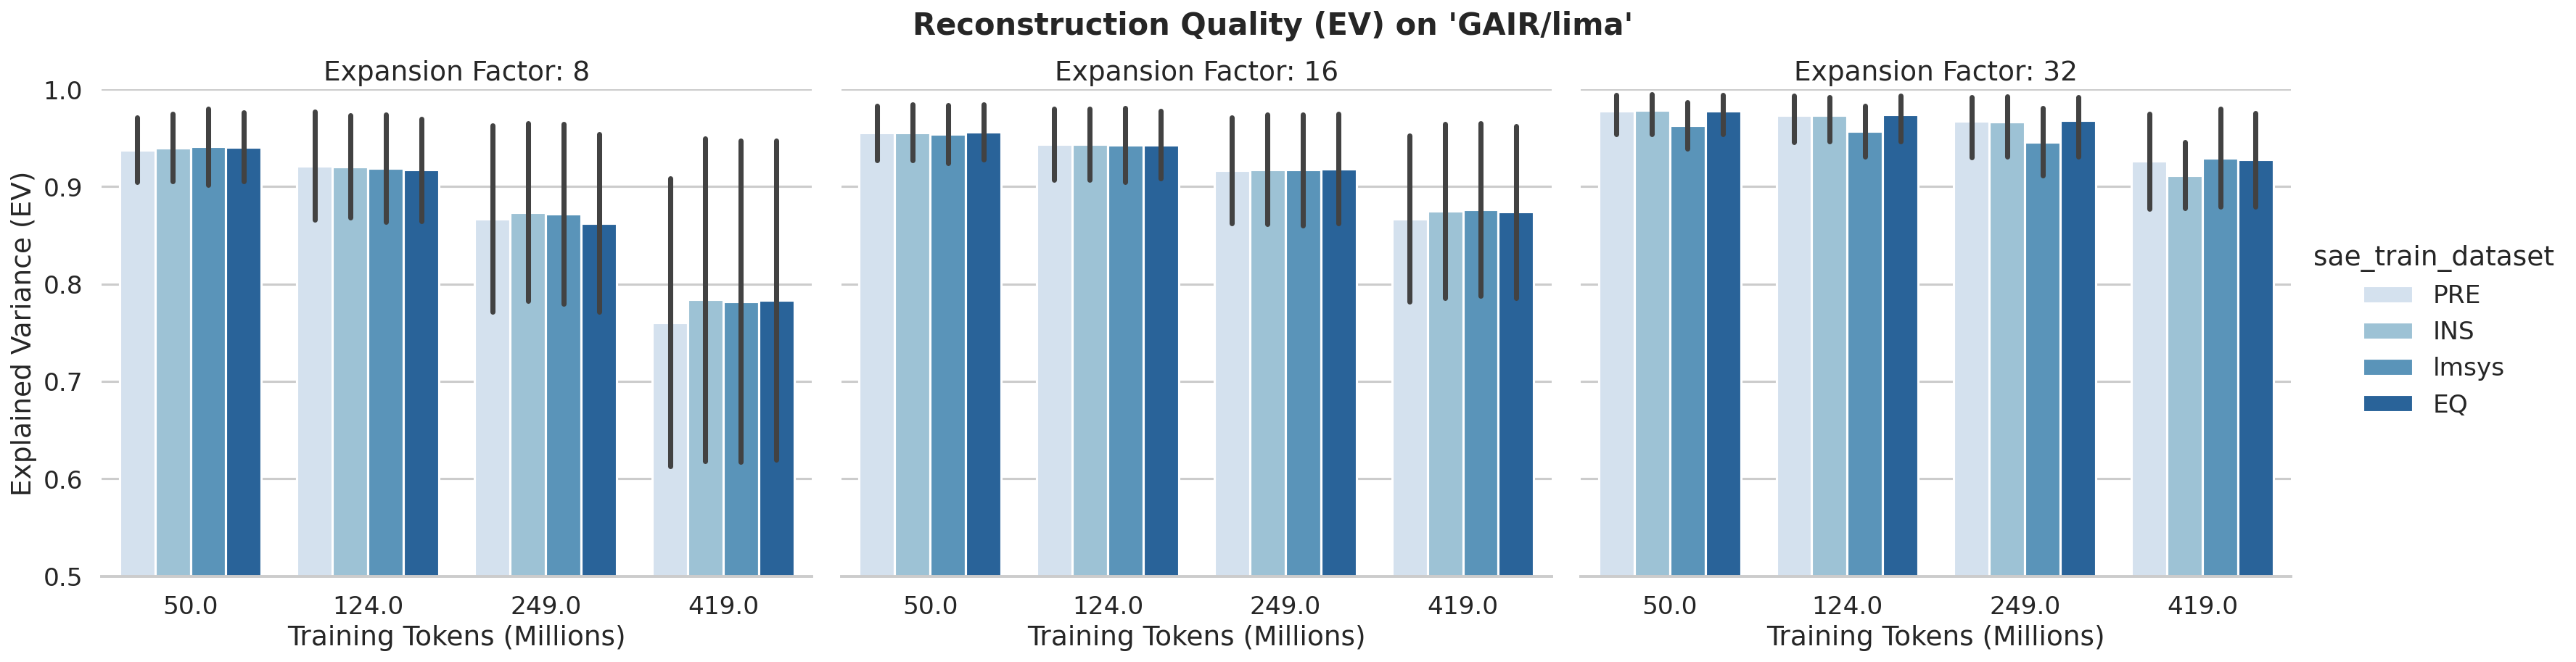 Reconstruction Quality (EV) on 'GAIR/lima'
Expansion Factor: 8
Expansion Factor: 16
Expansion Factor: 32
Explained Variance (EV)
1.0
0.9
0.8
0.7
0.6
0.5
50.0 124.0 249.0 419.0
50.0 124.0 249.0 419.0
50.0 124.0 249.0 419.0
Training Tokens (Millions)
Training Tokens (Millions)
Training Tokens (Millions)
sae_train_dataset
PRE
INS
lmsys
EQ